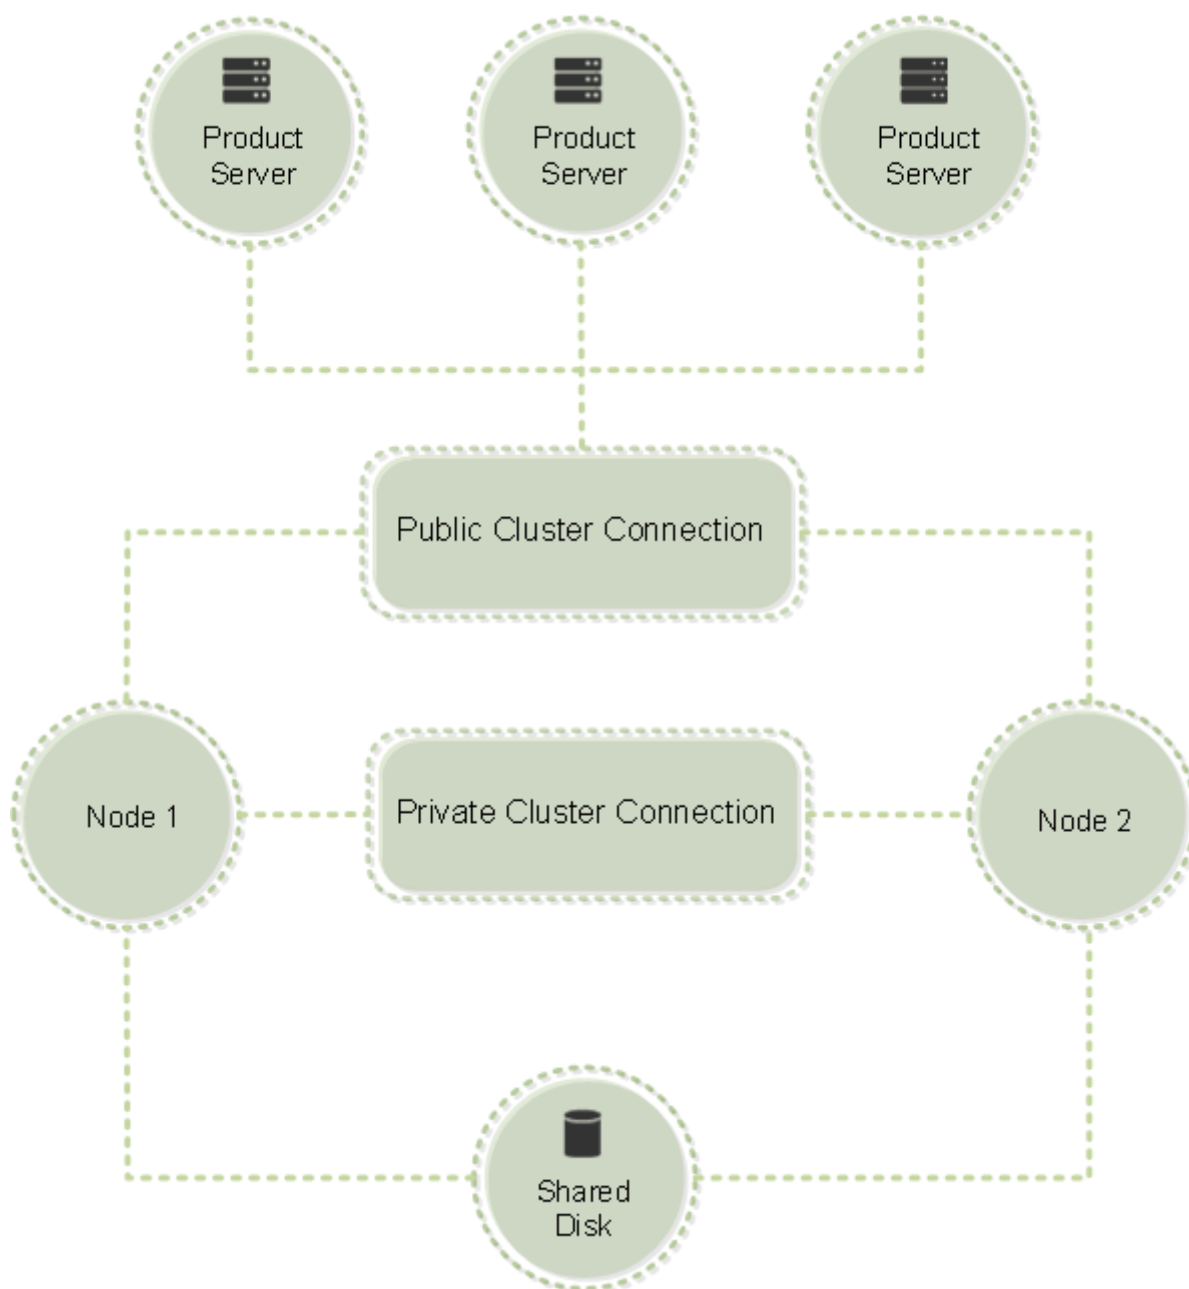 Product
Server
Product
Server
Product
Server
Public Cluster Connection
Node 1
Private Cluster Connection
Node 2
Shared
Disk